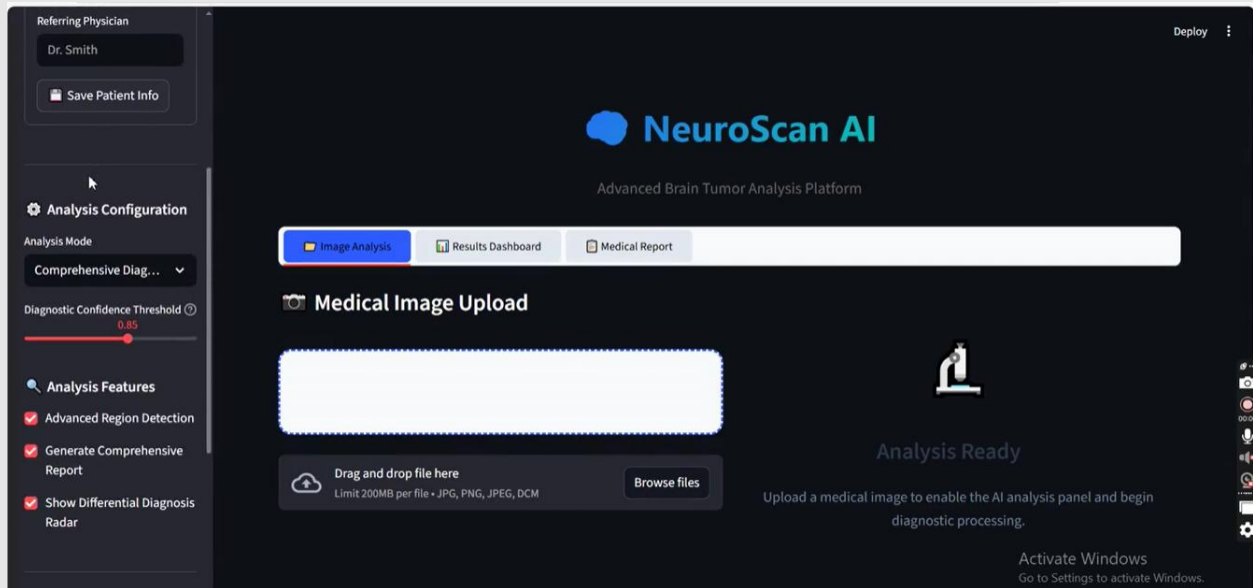 Referring Physician
Dr. Smith
Save Patient Info
Analysis Configuration
Analysis Mode
Comprehensive Diag...
Diagnostic Confidence Threshold
0.85
Analysis Features
Advanced Region Detection
Generate Comprehensive
Report
Show Differential Diagnosis
Radar
Deploy
NeuroScan AI
Advanced Brain Tumor Analysis Platform
Image Analysis
Results Dashboard
Medical Report
Medical Image Upload
Drag and drop file here
Limit 200MB per file • JPG, PNG, JPEG, DCM
Browse files
Analysis Ready
Upload a medical image to enable the AI analysis panel and begin
diagnostic processing.
Activate Windows
Go to Settings to activate Windows.